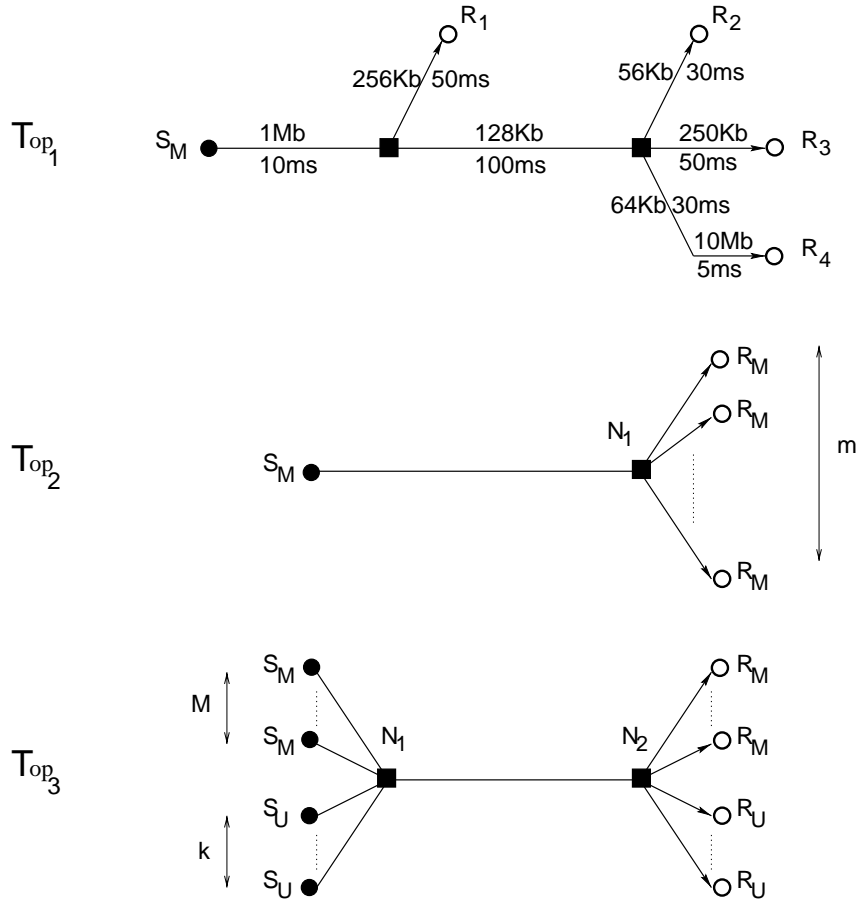 R1 R2
256Kb 50ms 56Kb 30ms
Top1 SM 1Mb 128Kb 250Kb R3
10ms 100ms 50ms
64Kb 30ms
10Mb R4
5ms
RM
RM
N1
m
Top2 SM
RM
SM RM
M
SM N1 N2 RM
Top3
SU RU
k
SU RU